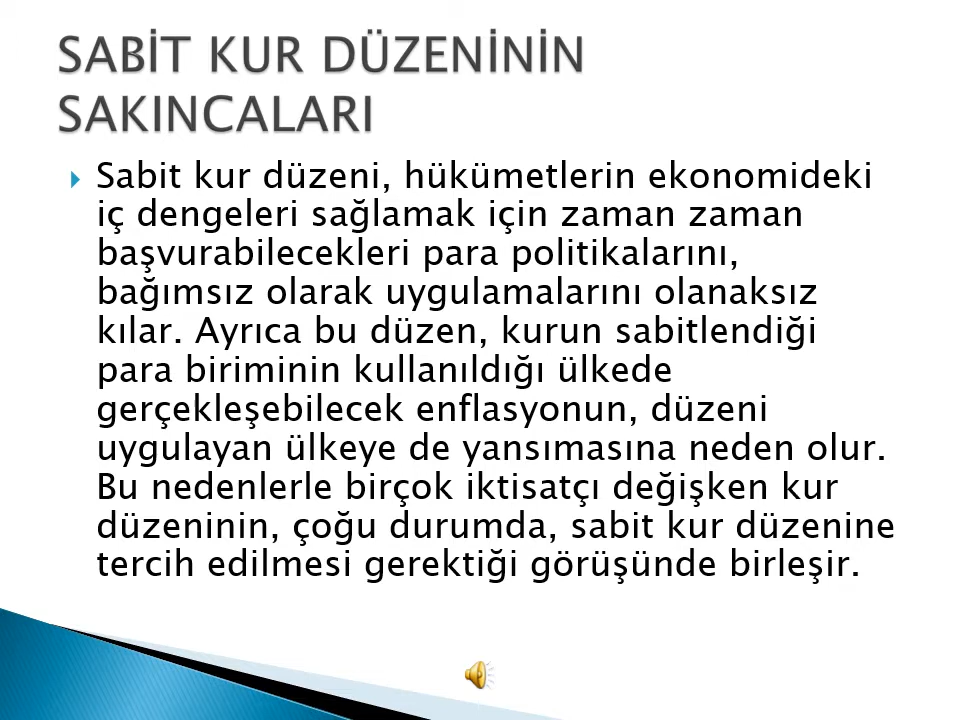 SABİT KUR DÜZENİNİN
SAKINCALARI
Sabit kur düzeni, hükümetlerin ekonomideki
iç dengeleri sağlamak için zaman zaman
başvurabilecekleri para politikalarını,
bağımsız olarak uygulamalarını olanaksız
kılar. Ayrıca bu düzen, kurun sabitlendiği
para biriminin kullanıldığı ülkede
gerçekleşebilecek enflasyonun, düzeni
uygulayan ülkeye de yansımasına neden olur.
Bu nedenlerle birçok iktisatçı değişken kur
düzeninin, çoğu durumda, sabit kur düzenine
tercih edilmesi gerektiği görüşünde birleşir.